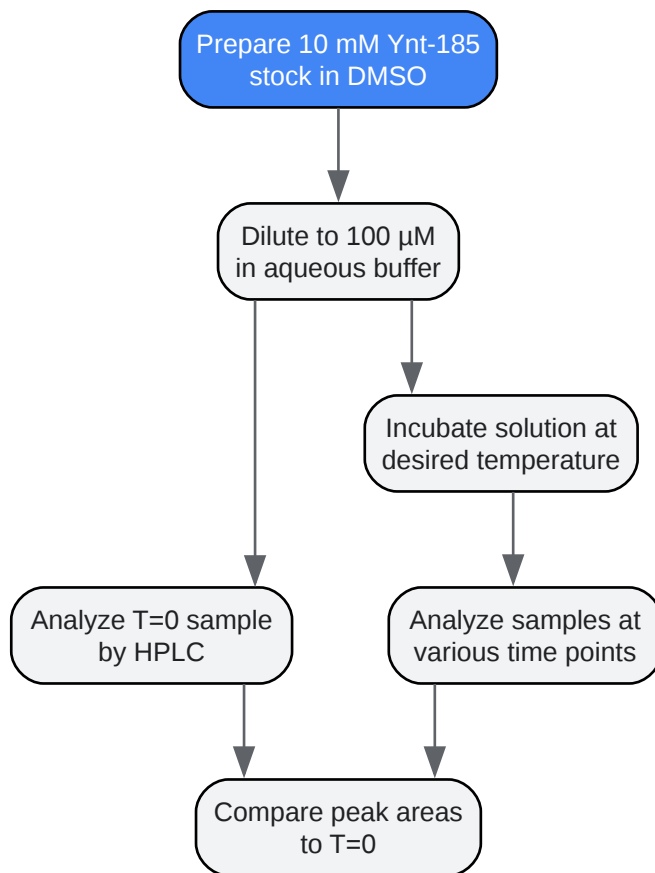 Prepare 10 mM Ynt-185
stock in DMSO
Dilute to 100 µM
in aqueous buffer
Incubate solution at
desired temperature
Analyze T=0 sample
by HPLC
Analyze samples at
various time points
Compare peak areas
to T=0